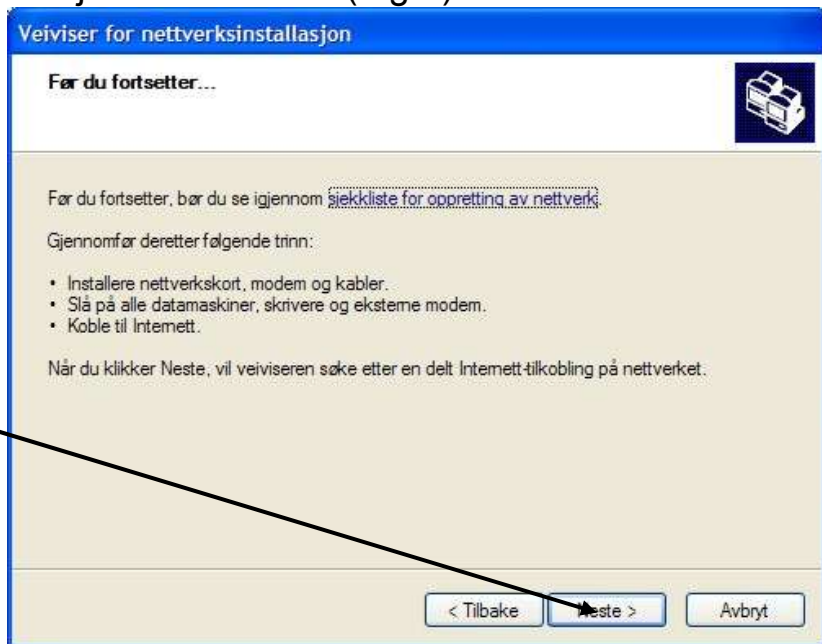 Veiviser for nettverksinstallasjon
Før du fortsetter...
Før du fortsetter, bør du se igjennom sjekkliste for oppretting av nettverk.
Gjennomfør deretter følgende trinn:
• Installere nettverkskort, modem og kabler.
• Slå på alle datamaskiner, skrivere og eksterne modem.
• Koble til Internett.
Når du klikker Neste, vil veiviseren søke etter en delt Internett-tilkobling på nettverket.
< Tilbake Neste > Avbryt